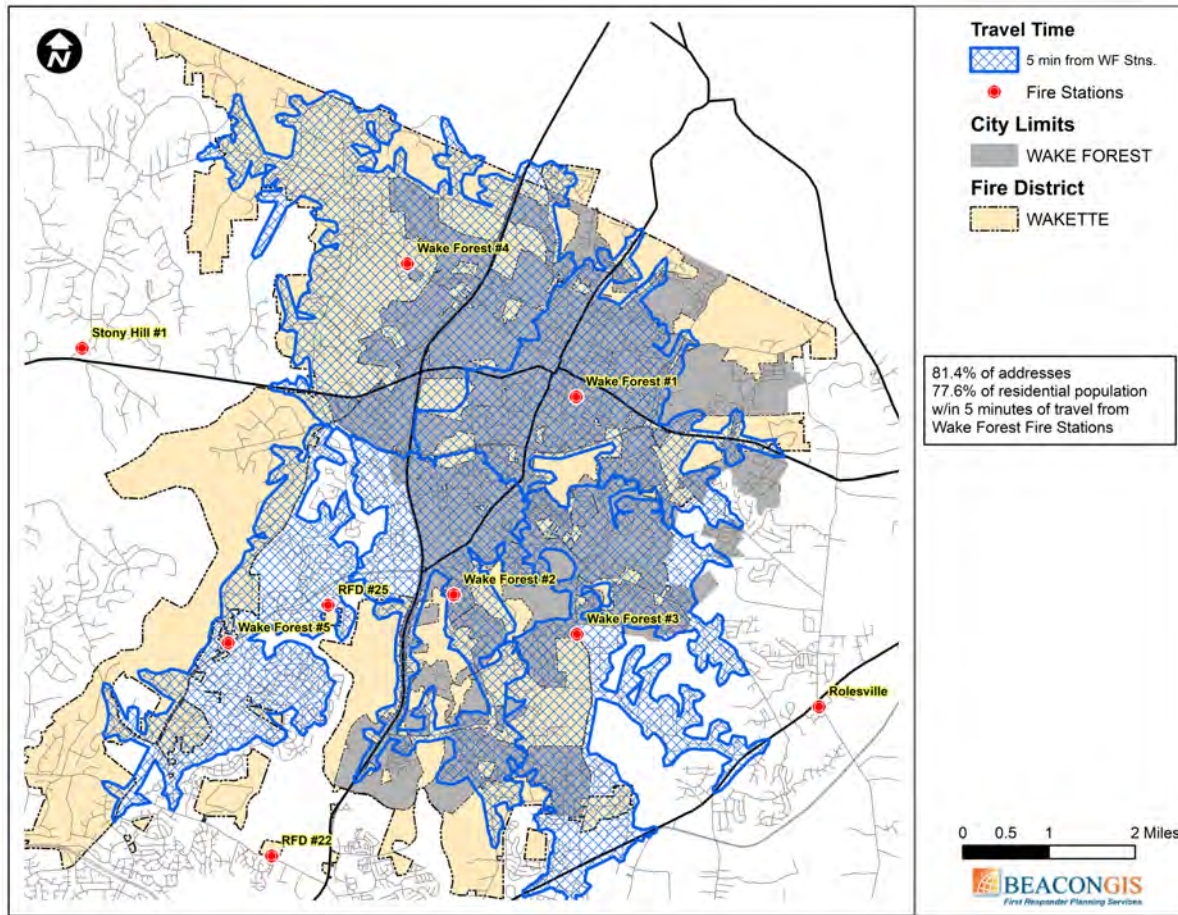 N
Wake Forest #4
Stony Hill #1
Wake Forest #1
Wake Forest #2
RFD #25
Wake Forest #3
Wake Forest #5
Rolesville
RFD #22
Travel Time
5 min from WF Stns.
Fire Stations
City Limits
WAKE FOREST
Fire District
WAKETTE
81.4% of addresses
77.6% of residential population
w/in 5 minutes of travel from
Wake Forest Fire Stations
0 0.5 1 2 Miles
BEACONGIS
First Responder Planning Services